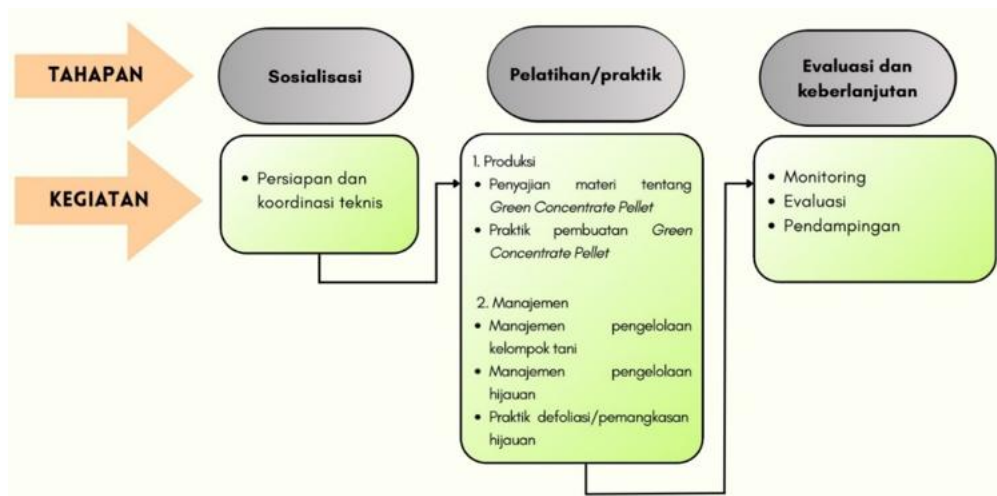 TAHAPAN
Sosialisasi
Pelatihan/praktik
Evaluasi dan
keberlanjutan
KEGIATAN
• Persiapan dan
koordinasi teknis
1. Produksi
• Penyajian materi tentang
Green Concentrate Pellet
• Praktik pembuatan Green
Concentrate Pellet
2. Manajemen
• Manajemen pengelolaan
kelompok tani
• Manajemen pengelolaan
hijauan
• Praktik defoliasi/pemangkasan
hijauan
• Monitoring
• Evaluasi
• Pendampingan